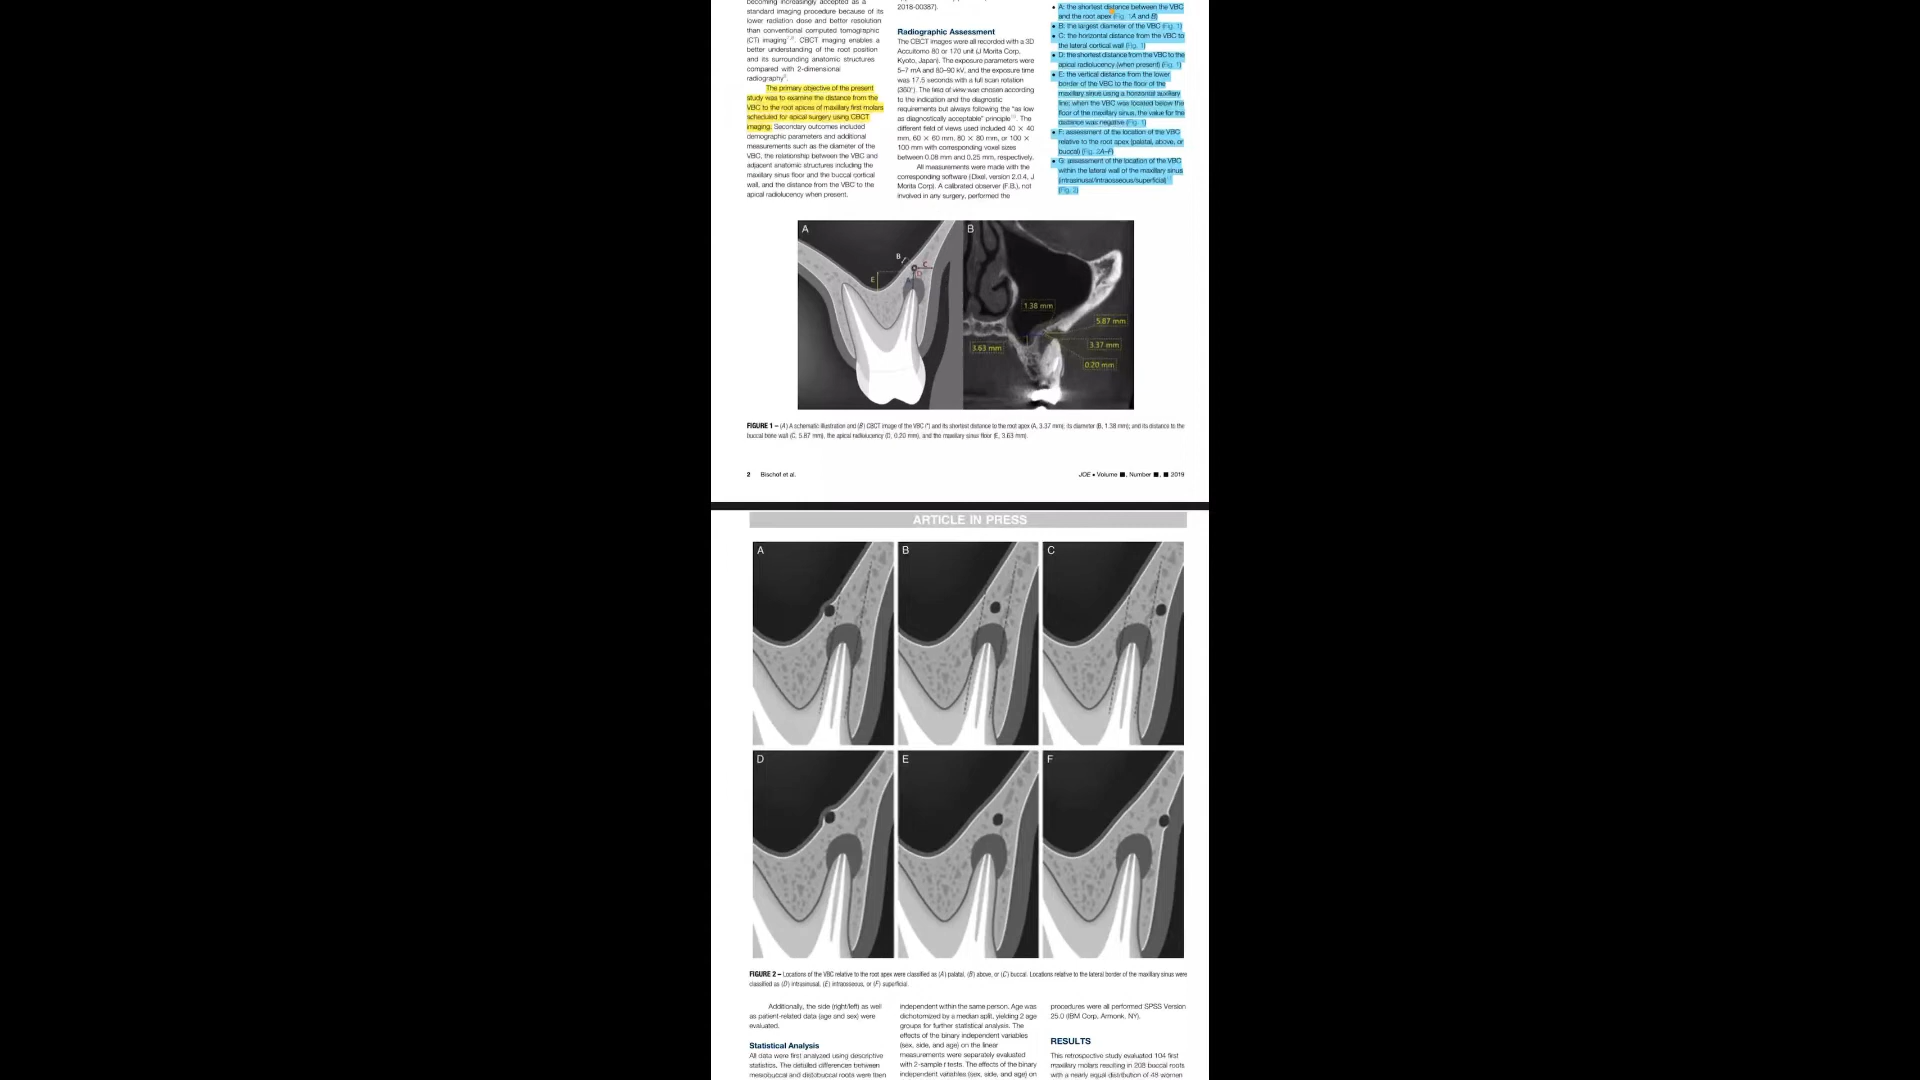 becoming increasingly accepted as a
standard imaging procedure because of its
lower radiation dose and better resolution
than conventional computed tomographic
(CT) imaging. CBCT imaging enables a
better understanding of the root position
and its surrounding anatomic structures
compared with 2-dimensional
radiography.
The primary objective of the present
study was to examine the distance from the
VBC to the root apices of maxillary first molars
scheduled for apical surgery using CBCT
imaging. Secondary outcomes included
demographic parameters and additional
measurements such as the diameter of the
VBC, the relationship between the VBC and
adjacent anatomic structures including the
maxillary sinus floor and the buccal cortical
wall, and the distance from the VBC to the
apical radiolucency when present.
2018-00387).
Radiographic Assessment
The CBCT images were all recorded with a 3D
Accuitomo 80 or 170 unit (J Morita Corp,
Kyoto, Japan). The exposure parameters were
5–7 mA and 80–90 kV, and the exposure time
was 17.5 seconds with a full scan rotation
(360°). The field of view was chosen according
to the indication and the diagnostic
requirements but always following the "as low
as diagnostically acceptable" principle. The
different field of views used included 40 × 40
mm, 60 × 60 mm, 80 × 80 mm, or 100 ×
100 mm with corresponding voxel sizes
between 0.08 mm and 0.25 mm, respectively.
All measurements were made with the
corresponding software (iDixel, version 2.0.4, J
Morita Corp). A calibrated observer (F.B.), not
involved in any surgery, performed the
• A: the shortest distance between the VBC
and the root apex (Fig. 1A and B)
• B: the largest diameter of the VBC (Fig. 1)
• C: the horizontal distance from the VBC to
the lateral cortical wall (Fig. 1)
• D: the shortest distance from the VBC to the
apical radiolucency (when present) (Fig. 1)
• E: the vertical distance from the lower
border of the VBC to the floor of the
maxillary sinus using a horizontal auxiliary
line; when the VBC was located below the
floor of the maxillary sinus, the value for the
distance was negative (Fig. 1)
• F: assessment of the location of the VBC
relative to the root apex (palatal, above, or
buccal) (Fig. 2A–F)
• G: assessment of the location of the VBC
within the lateral wall of the maxillary sinus
(intrasinusal/intraosseous/superficial)
(Fig. 2)
A
B
C
E
B
1.38 mm
5.87 mm
3.63 mm
3.37 mm
0.20 mm
FIGURE 1 – (A) A schematic illustration and (B) CBCT image of the VBC (*) and its shortest distance to the root apex (A, 3.37 mm); its diameter (B, 1.38 mm); and its distance to the
buccal bone wall (C, 5.87 mm), the apical radiolucency (D, 0.20 mm), and the maxillary sinus floor (E, 3.63 mm).
2 Bischof et al.
JOE • Volume ■, Number ■, ■ 2019
ARTICLE IN PRESS
A
B
C
D
E
F
FIGURE 2 – Locations of the VBC relative to the root apex were classified as (A) palatal, (B) above, or (C) buccal. Locations relative to the lateral border of the maxillary sinus were
classified as (D) intrasinusal, (E) intraosseous, or (F) superficial.
Additionally, the side (right/left) as well
as patient-related data (age and sex) were
evaluated.
Statistical Analysis
All data were first analyzed using descriptive
statistics. The detailed differences between
mesiobuccal and distobuccal roots were then
independent within the same person. Age was
dichotomized by a median split, yielding 2 age
groups for further statistical analysis. The
effects of the binary independent variables
(sex, side, and age) on the linear
measurements were separately evaluated
with 2-sample t tests. The effects of the binary
independent variables (sex, side, and age) on
procedures were all performed SPSS Version
25.0 (IBM Corp, Armonk, NY).
RESULTS
This retrospective study evaluated 104 first
maxillary molars resulting in 208 buccal roots
with a nearly equal distribution of 48 women